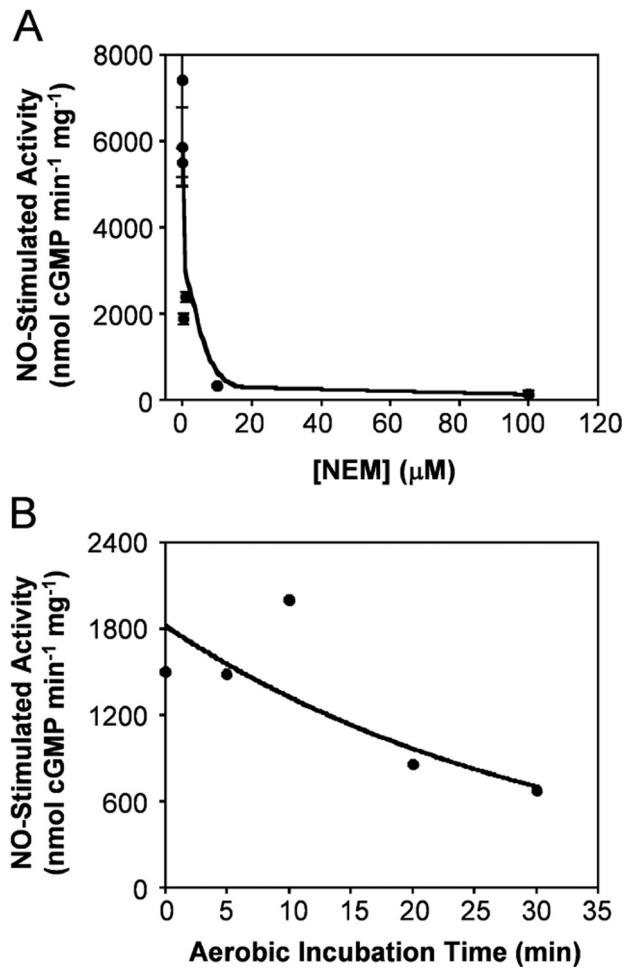 A
NO-Stimulated Activity
(nmol cGMP min⁻¹ mg⁻¹)
8000
6000
4000
2000
0
0 20 40 60 80 100 120
[NEM] (μM)
B
NO-Stimulated Activity
(nmol cGMP min⁻¹ mg⁻¹)
2400
1800
1200
600
0
0 5 10 15 20 25 30 35
Aerobic Incubation Time (min)